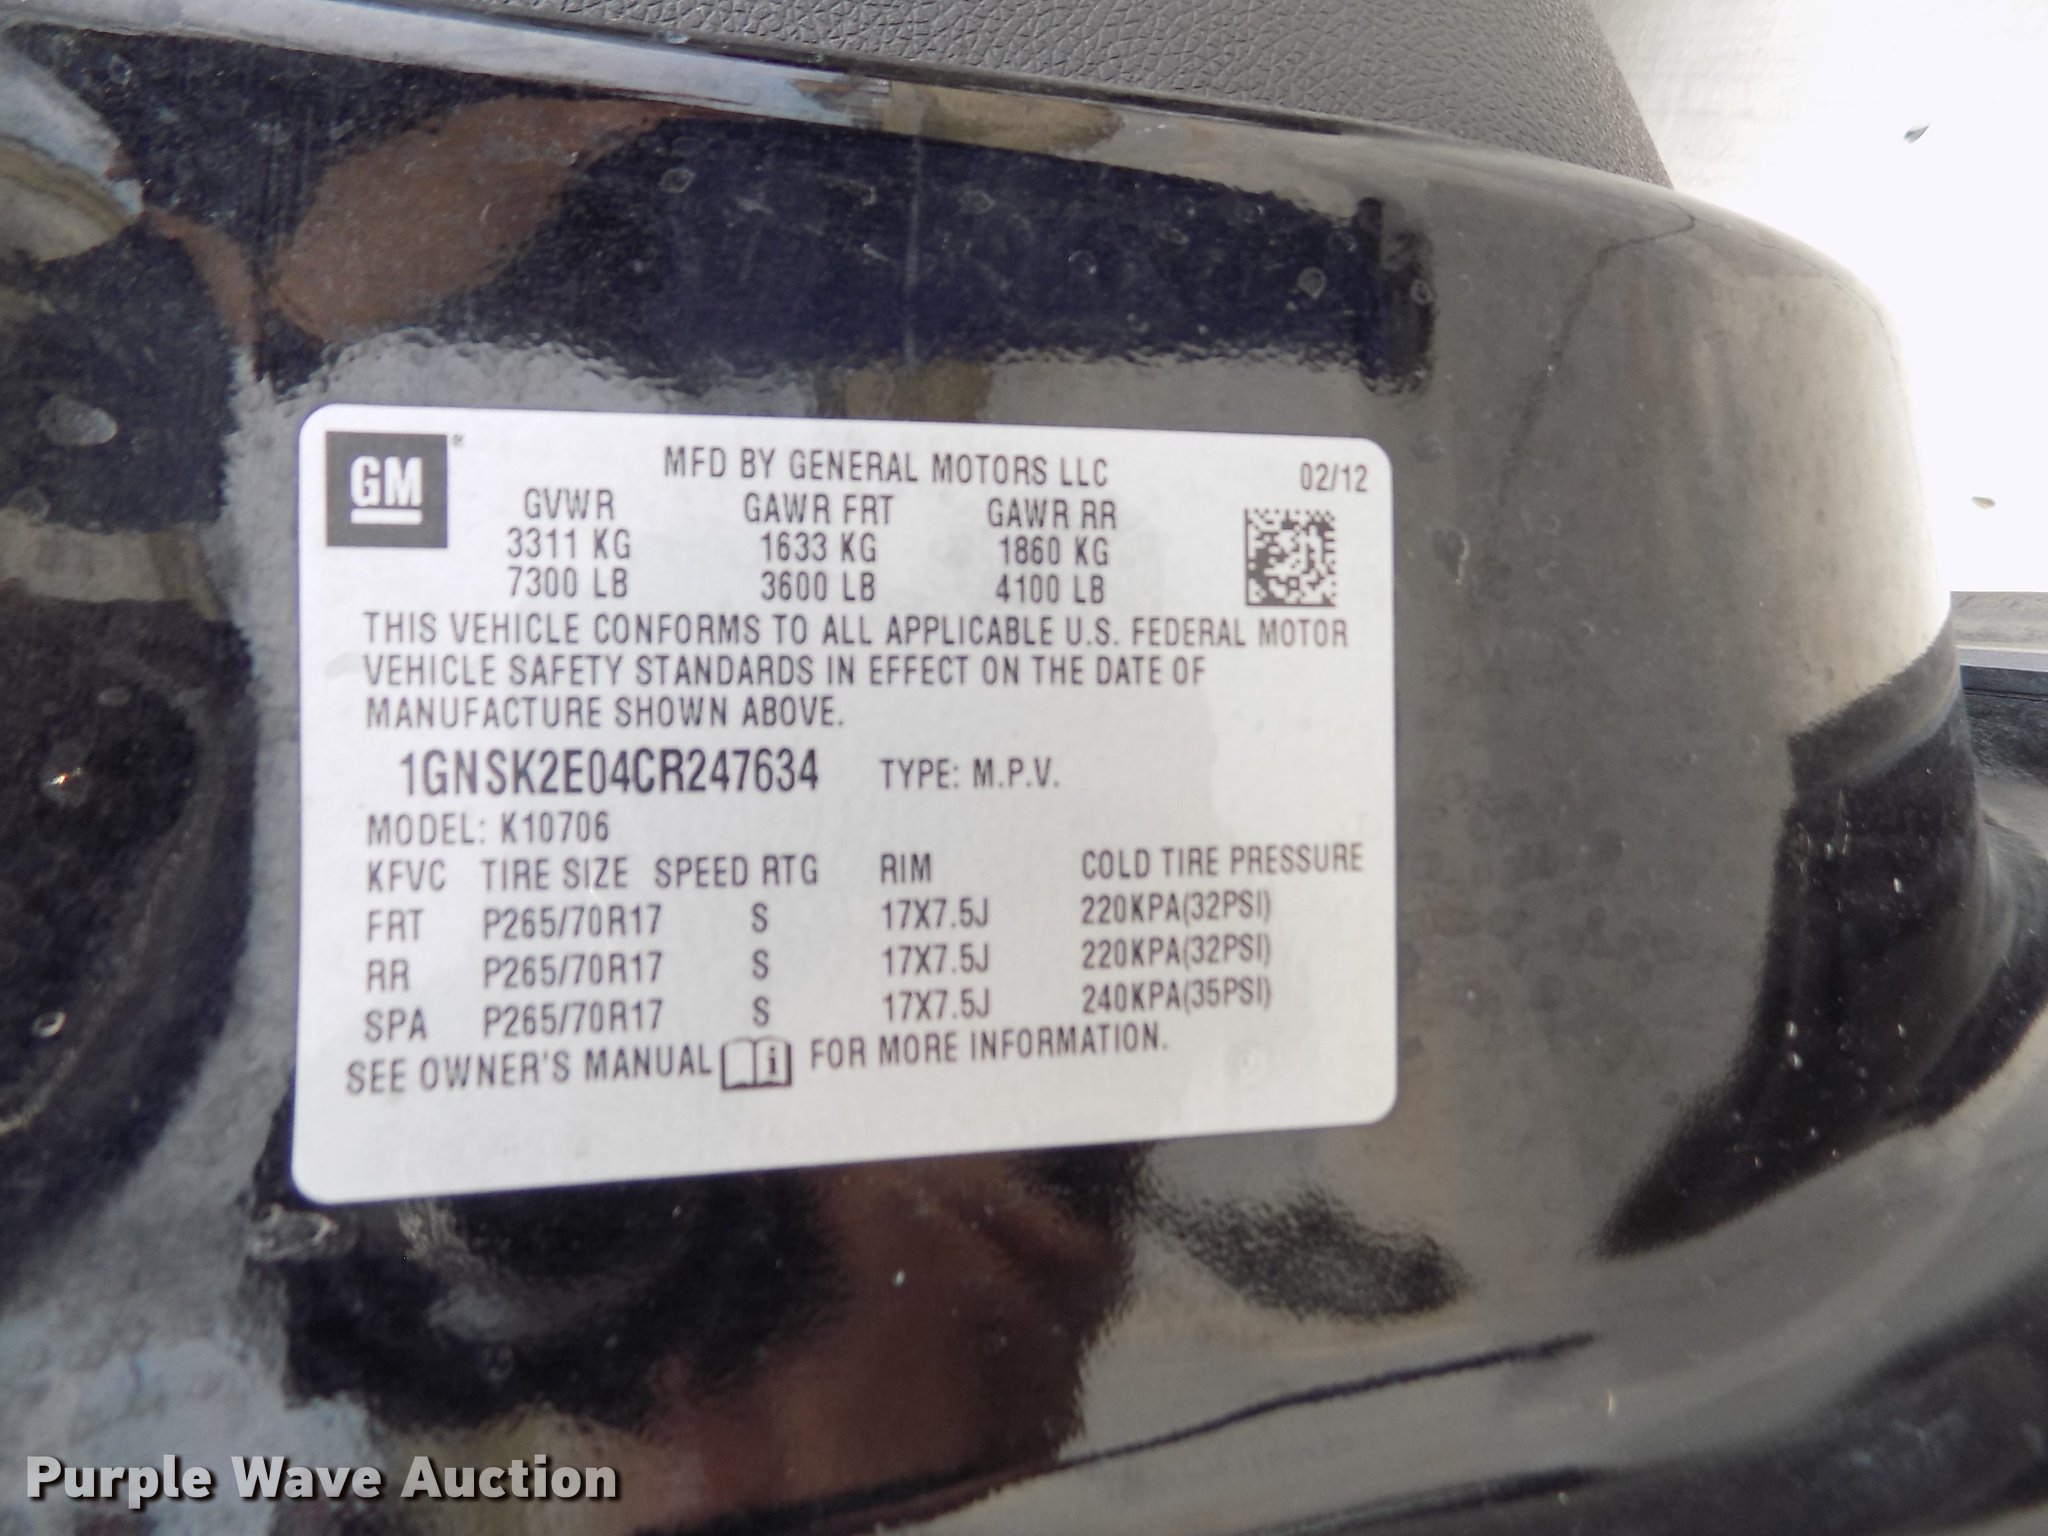 GM
MFD BY GENERAL MOTORS LLC 02/12
GVWR GAWR FRT GAWR RR
3311 KG 1633 KG 1860 KG
7300 LB 3600 LB 4100 LB
THIS VEHICLE CONFORMS TO ALL APPLICABLE U.S. FEDERAL MOTOR
VEHICLE SAFETY STANDARDS IN EFFECT ON THE DATE OF
MANUFACTURE SHOWN ABOVE.
1GNSK2E04CR247634 TYPE: M.P.V.
MODEL: K10706
KFVC TIRE SIZE SPEED RTG RIM COLD TIRE PRESSURE
FRT P265/70R17 S 17X7.5J 220KPA(32PSI)
RR P265/70R17 S 17X7.5J 220KPA(32PSI)
SPA P265/70R17 S 17X7.5J 240KPA(35PSI)
SEE OWNER'S MANUAL i FOR MORE INFORMATION.
Purple Wave Auction